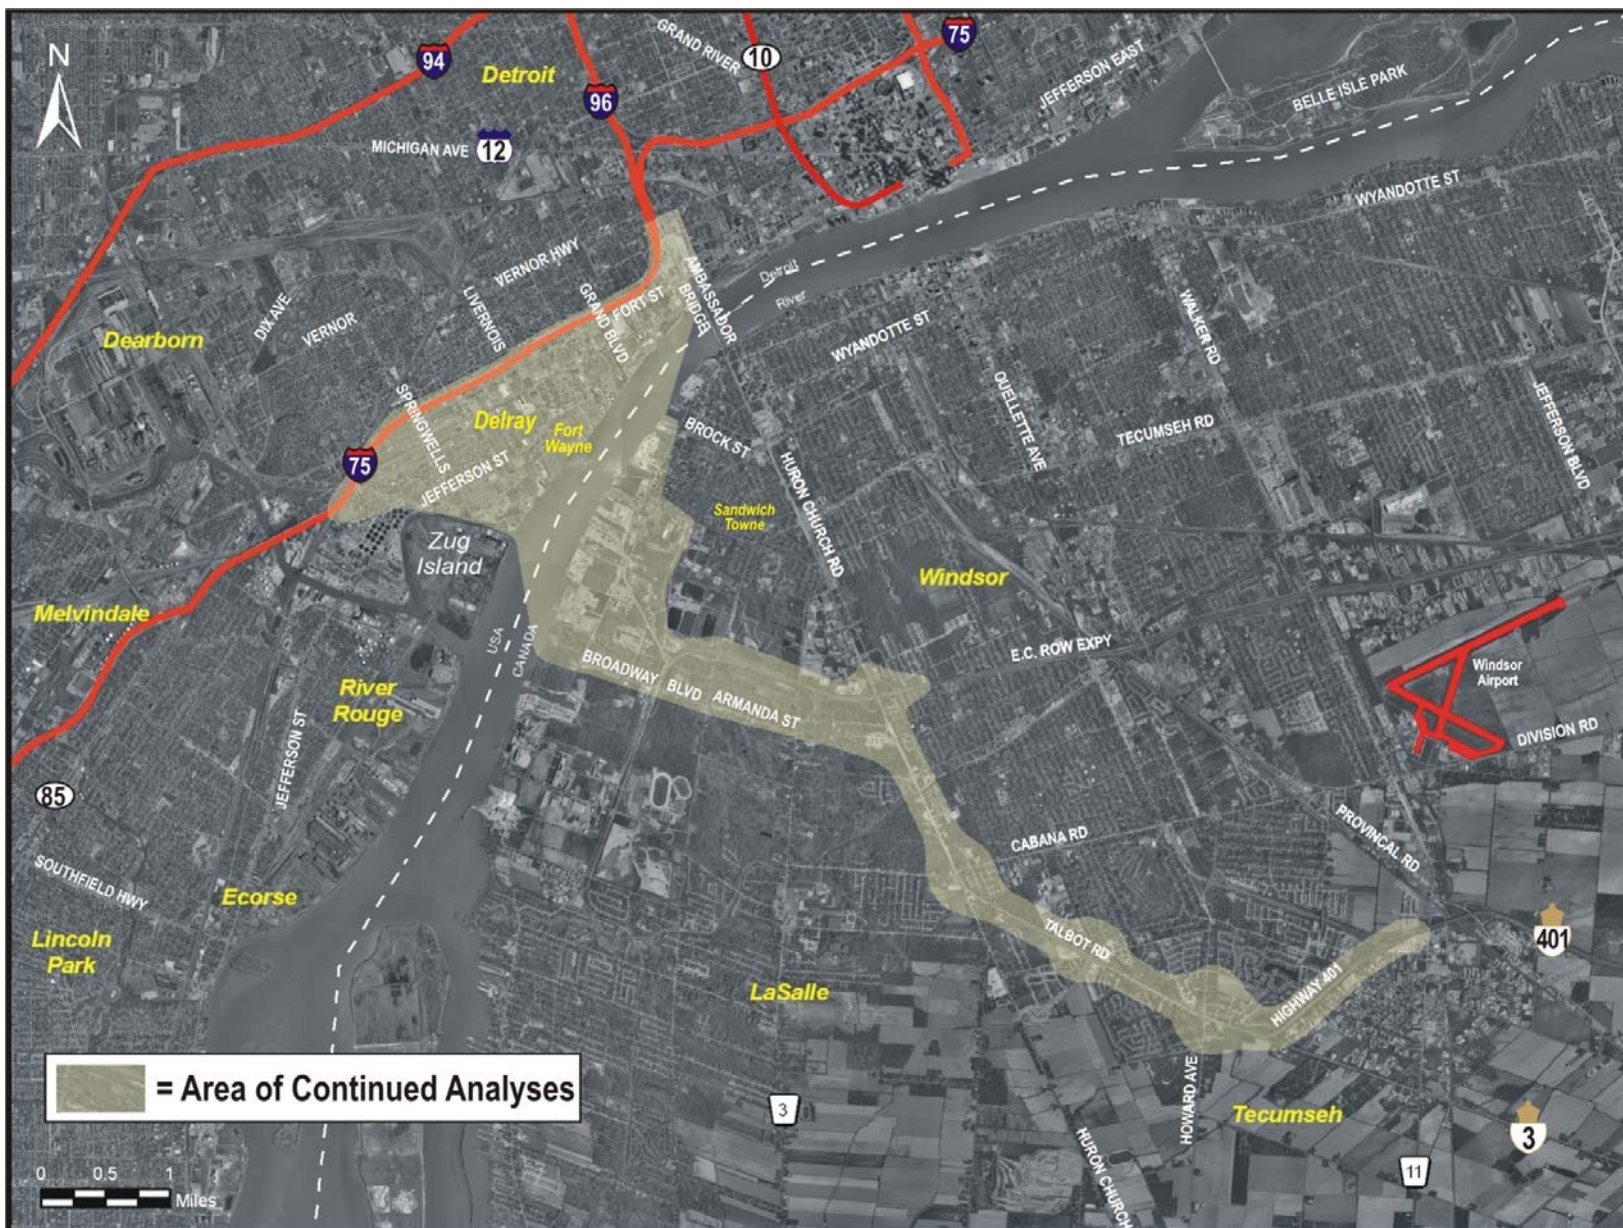 N
94
Detroit
96
GRAND RIVER
10
75
JEFFERSON EAST
BELLE ISLE PARK
MICHIGAN AVE 12
WYANDOTTE ST
VERNOR HWY
AMBASSADOR
BRIDGE
Detroit
River
DIX AVE
VERNOR
LIVERNOIS
GRAND BLVD
FORT ST
Dearborn
WYANDOTTE ST
WALKER RD
SPRINGWELLS
Delray
Fort
Wayne
BROCK ST
OUELLETTE AVE
TECUMSEH RD
JEFFERSON BLVD
75
JEFFERSON ST
HURON CHURCH RD
Sandwich
Towne
Zug
Island
Windsor
Melvindale
USA
CANADA
E.C. ROW EXPY
BROADWAY BLVD
ARMANDA ST
Windsor
Airport
River
Rouge
JEFFERSON ST
DIVISION RD
85
CABANA RD
PROVINCAL RD
SOUTHFIELD HWY
Ecorse
Lincoln
Park
TALBOT RD
401
LaSalle
HIGHWAY 401
= Area of Continued Analyses
3
HOWARD AVE
Tecumseh
3
HURON CHURCH
11
0 0.5 1
Miles